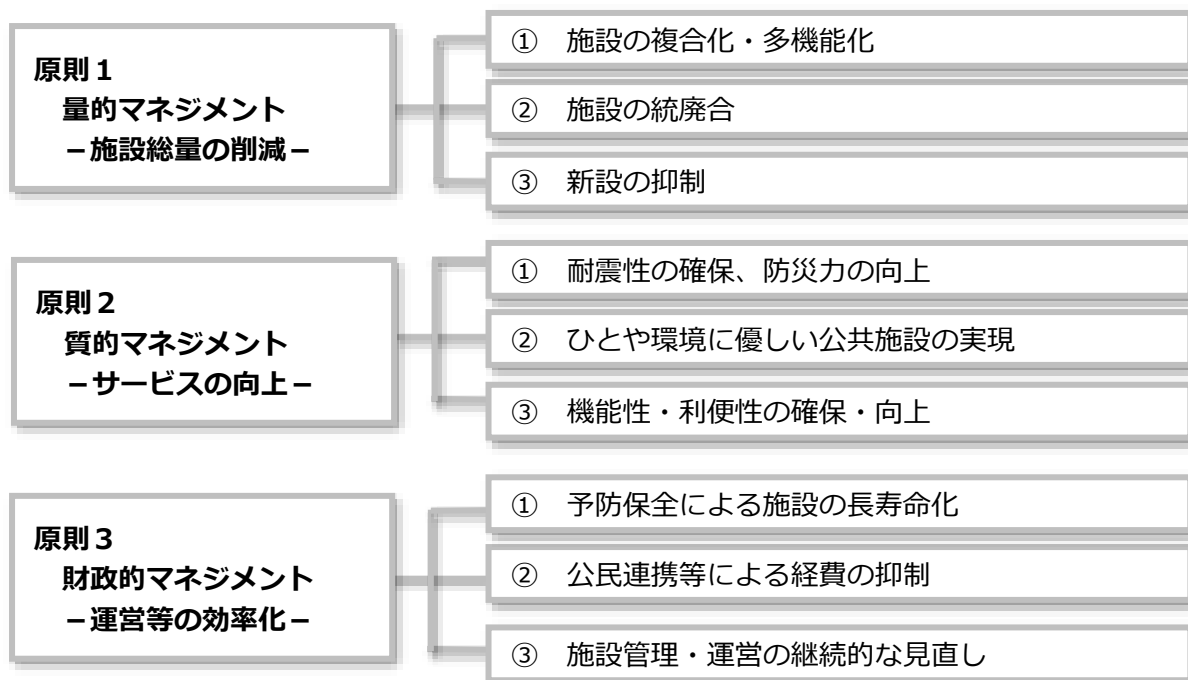 原則１
量的マネジメント
－施設総量の削減－
① 施設の複合化・多機能化
② 施設の統廃合
③ 新設の抑制
原則２
質的マネジメント
－サービスの向上－
① 耐震性の確保、防災力の向上
② ひとや環境に優しい公共施設の実現
③ 機能性・利便性の確保・向上
原則３
財政的マネジメント
－運営等の効率化－
① 予防保全による施設の長寿命化
② 公民連携等による経費の抑制
③ 施設管理・運営の継続的な見直し